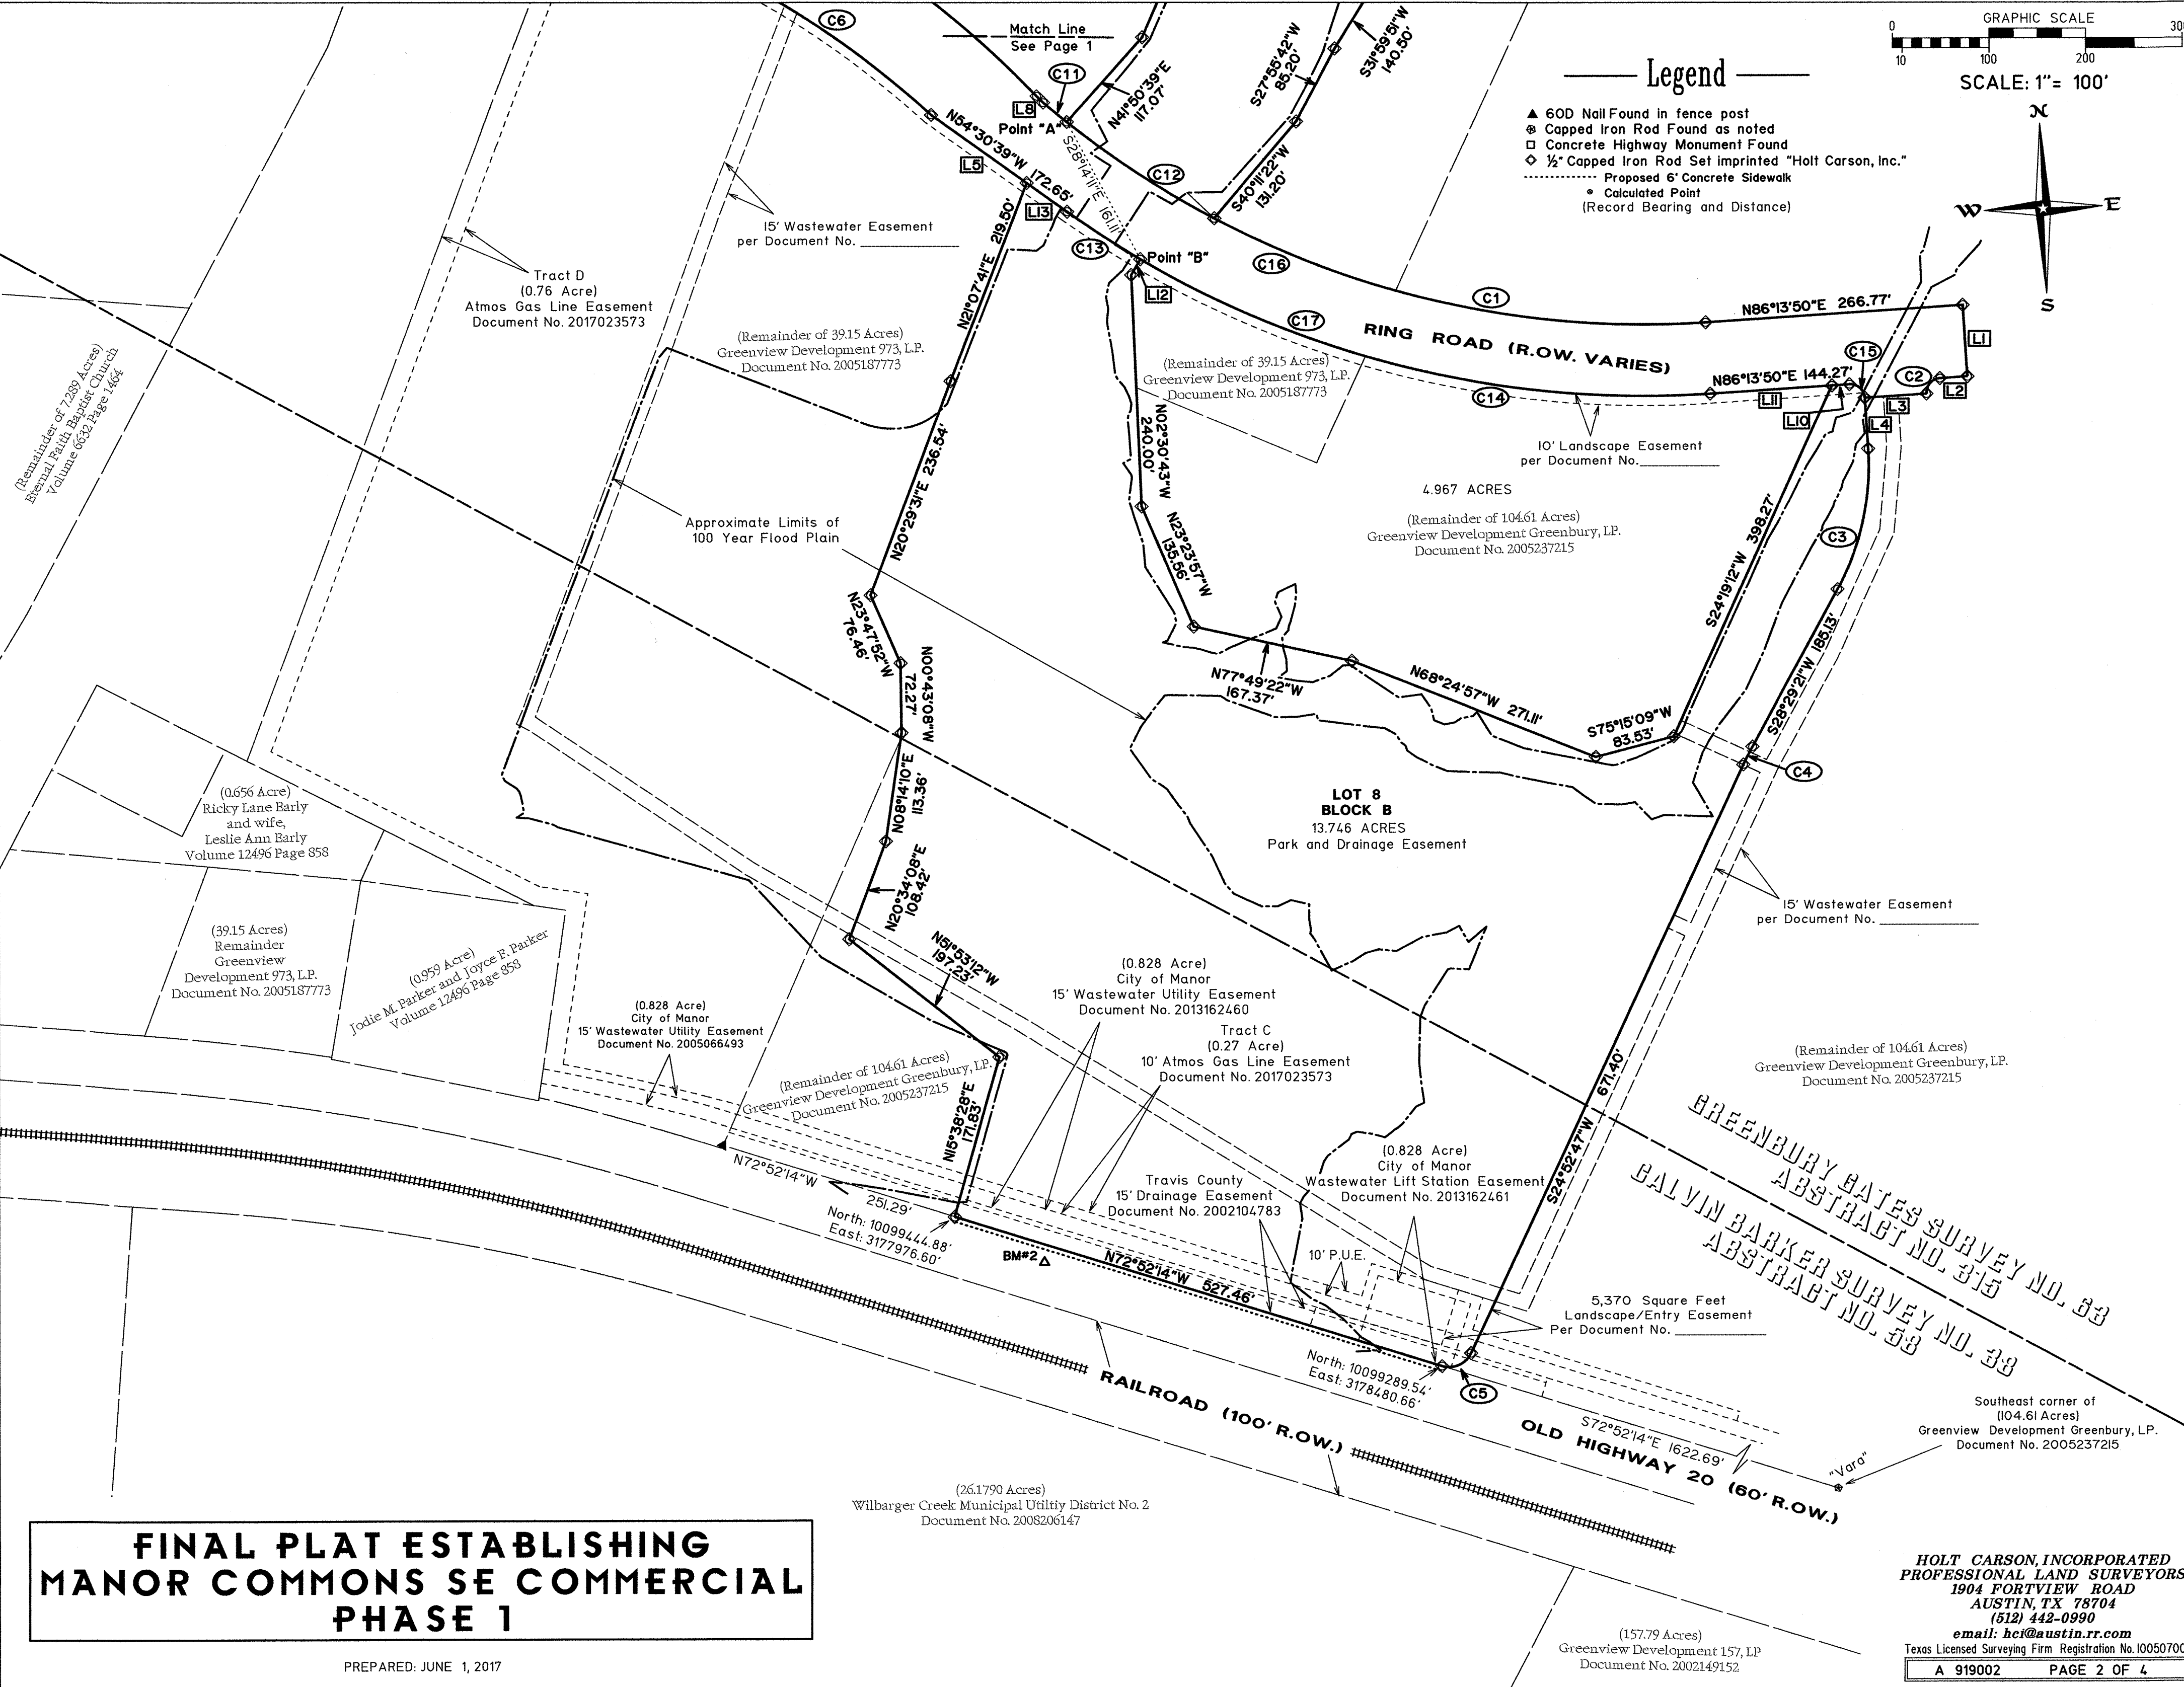 C6
Match Line
See Page 1
C11
L8
Point "A"
N41°50'39"E
117.07'
S27°55'42"W
85.20'
S31°59'51"W
140.50'
GRAPHIC SCALE
0
30
10
100
200
SCALE: 1"= 100'
Legend
60D Nail Found in fence post
Capped Iron Rod Found as noted
Concrete Highway Monument Found
½" Capped Iron Rod Set imprinted "Holt Carson, Inc."
Proposed 6' Concrete Sidewalk
Calculated Point
(Record Bearing and Distance)
N
W
E
S
N54°30'39"W
172.65'
L5
L13
C13
S28°14'11"E 161.11'
C12
S40°11'22"W
131.20'
Point "B"
L12
C16
C1
C17
C14
RING ROAD (R.O.W. VARIES)
N86°13'50"E 266.77'
L1
C15
C2
L2
N86°13'50"E 144.27'
L11
L10
L3
L4
15' Wastewater Easement
per Document No.
Tract D
(0.76 Acre)
Atmos Gas Line Easement
Document No. 2017023573
(Remainder of 39.15 Acres)
Greenview Development 973, L.P.
Document No. 2005187773
N21°07'41"E 219.50'
(Remainder of 39.15 Acres)
Greenview Development 973, L.P.
Document No. 2005187773
(Remainder of 7.289 Acres)
Eternal Faith Baptist Church
Volume 6632 Page 1464
N02°30'43"W
240.00'
10' Landscape Easement
per Document No.
4.967 ACRES
(Remainder of 104.61 Acres)
Greenview Development Greenbury, L.P.
Document No. 2005237215
Approximate Limits of
100 Year Flood Plain
N20°29'31"E 236.54'
N23°23'57"W
135.56'
S24°19'12"W 398.27'
C3
N23°47'52"W
76.46'
N00°43'08"W
72.27'
N77°49'22"W
167.37'
N68°24'57"W 271.11'
S75°15'09"W
83.53'
S28°29'21"W 185.13'
C4
N08°14'10"E
113.36'
LOT 8
BLOCK B
13.746 ACRES
Park and Drainage Easement
(0.656 Acre)
Ricky Lane Early
and wife,
Leslie Ann Early
Volume 12496 Page 858
N20°34'08"E
108.42'
15' Wastewater Easement
per Document No.
(39.15 Acres)
Remainder
Greenview
Development 973, L.P.
Document No. 2005187773
(0.959 Acre)
Jodie M. Parker and Joyce F. Parker
Volume 12496 Page 858
N51°53'12"W
197.23'
(0.828 Acre)
City of Manor
15' Wastewater Utility Easement
Document No. 2013162460
(0.828 Acre)
City of Manor
15' Wastewater Utility Easement
Document No. 2005066493
Tract C
(0.27 Acre)
10' Atmos Gas Line Easement
Document No. 2017023573
(Remainder of 104.61 Acres)
Greenview Development Greenbury, L.P.
Document No. 2005237215
(Remainder of 104.61 Acres)
Greenview Development Greenbury, L.P.
Document No. 2005237215
S24°52'47"W 671.40'
N15°38'28"E
171.83'
GREENBURY GATES SURVEY NO. 63
ABSTRACT NO. 315
CALVIN BARKER SURVEY NO. 38
ABSTRACT NO. 58
(0.828 Acre)
City of Manor
Wastewater Lift Station Easement
Document No. 2013162461
Travis County
15' Drainage Easement
Document No. 2002104783
N72°52'14"W
251.29'
North: 10099444.88'
East: 3177976.60'
BM#2
N72°52'14"W 527.46'
10' P.U.E.
5,370 Square Feet
Landscape/Entry Easement
Per Document No.
North: 10099289.54'
East: 3178480.66'
C5
RAILROAD (100' R.O.W.)
S72°52'14"E 1622.69'
OLD HIGHWAY 20 (60' R.O.W.)
"Vara"
Southeast corner of
(104.61 Acres)
Greenview Development Greenbury, L.P.
Document No. 2005237215
(26.1790 Acres)
Wilbarger Creek Municipal Utiltiy District No. 2
Document No. 2008206147
(157.79 Acres)
Greenview Development 157, LP
Document No. 2002149152
FINAL PLAT ESTABLISHING
MANOR COMMONS SE COMMERCIAL
PHASE 1
PREPARED: JUNE 1, 2017
HOLT CARSON, INCORPORATED
PROFESSIONAL LAND SURVEYORS
1904 FORTVIEW ROAD
AUSTIN, TX 78704
(512) 442-0990
email: hci@austin.rr.com
Texas Licensed Surveying Firm Registration No. 10050700
A 919002 PAGE 2 OF 4